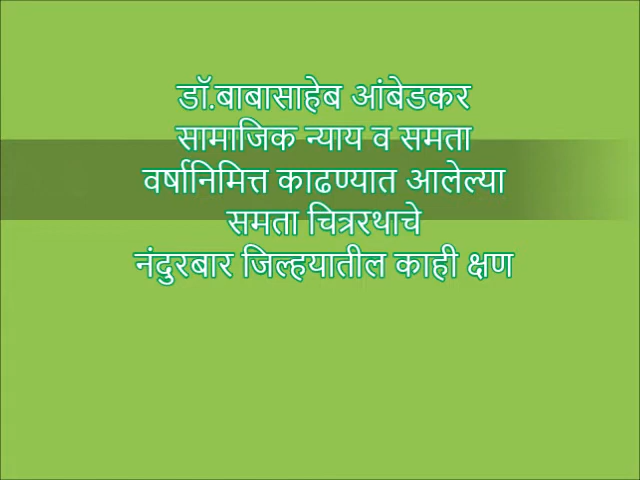 डॉ.बाबासाहेब आंबेडकर
सामाजिक न्याय व समता
वर्षानिमित्त काढण्यात आलेल्या
समता चित्ररथाचे
नंदुरबार जिल्हयातील काही क्षण